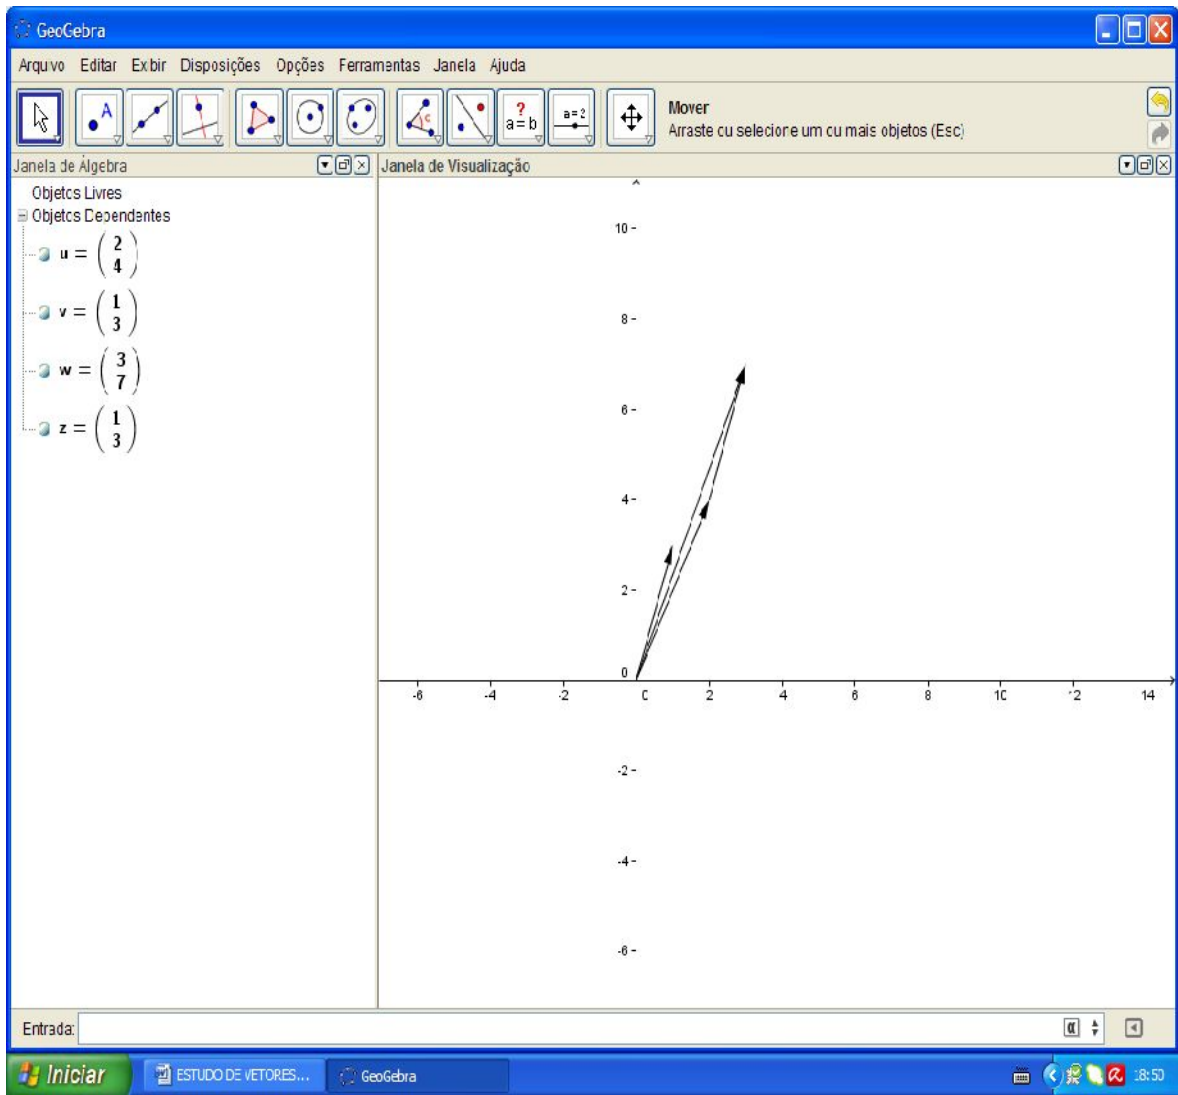 GeoGebra
Arquivo Editar Exibir Disposições Opções Ferramentas Janela Ajuda
A
c
?
a=b
a=2
Mover
Arraste ou selecione um ou mais objetos (Esc)
Janela de Álgebra
Janela de Visualização
Objetos Livres
Objetos Dependentes
u = ( 2
4 )
v = ( 1
3 )
w = ( 3
7 )
z = ( 1
3 )
10
8
6
4
2
0
-6 -4 -2 0 2 4 6 8 10 12 14
-2
-4
-6
Entrada:
α
Iniciar
ESTUDO DE VETORES...
GeoGebra
18:50